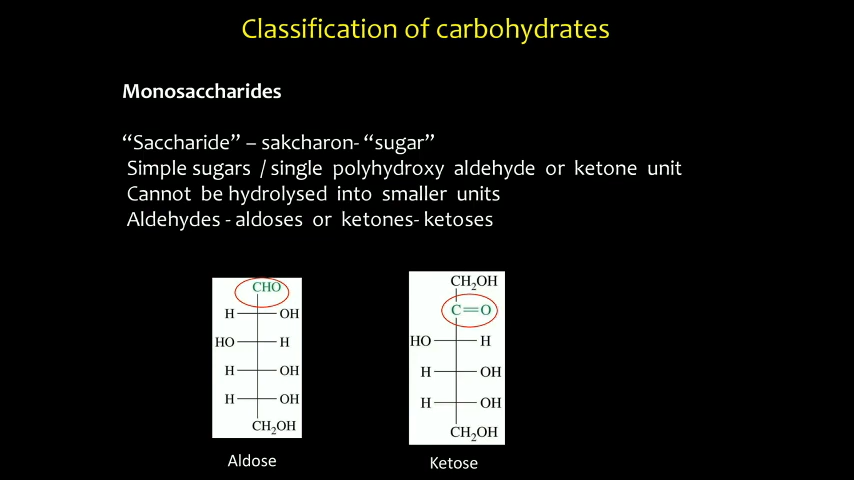 Classification of carbohydrates
Monosaccharides
“Saccharide” – sakcharon- “sugar”
Simple sugars / single polyhydroxy aldehyde or ketone unit
Cannot be hydrolysed into smaller units
Aldehydes - aldoses or ketones- ketoses
CHO
H OH
HO H
H OH
H OH
CH₂OH
Aldose
CH₂OH
C=O
HO H
H OH
H OH
CH₂OH
Ketose